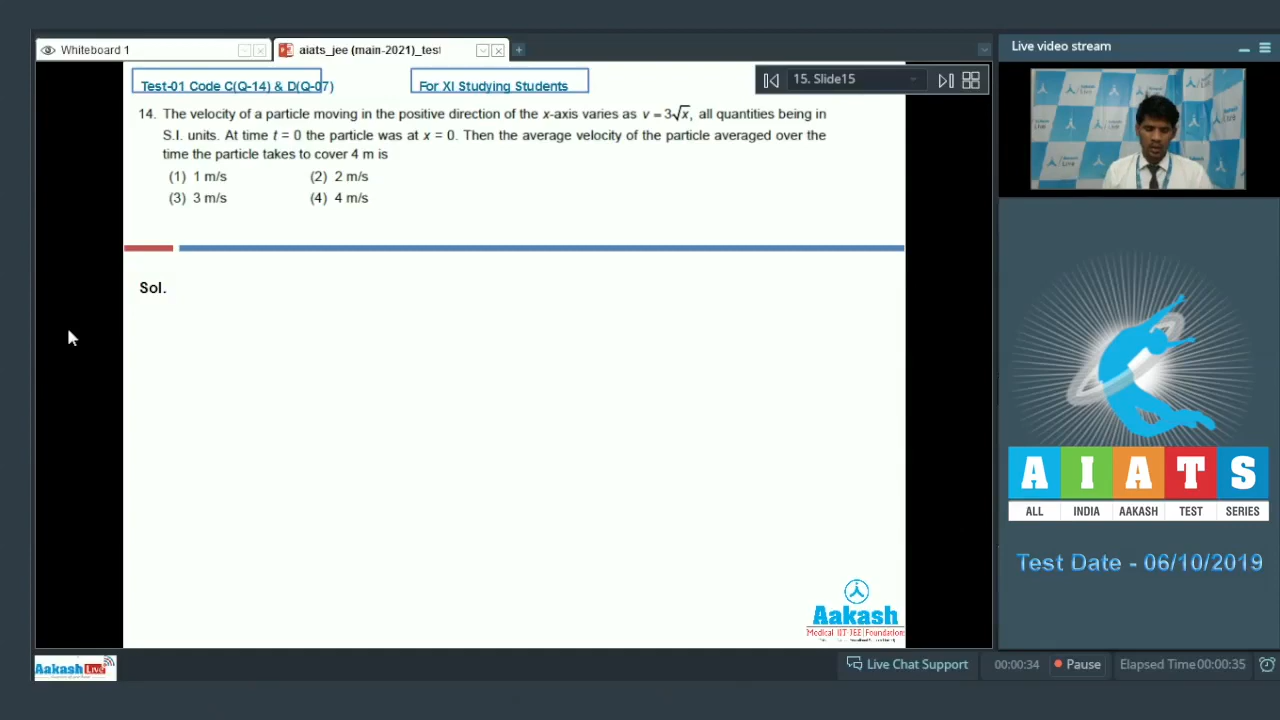 Whiteboard 1
aiats_jee (main-2021)_test
Live video stream
Test-01 Code C(Q-14) & D(Q-07)
For XI Studying Students
15. Slide15
14. The velocity of a particle moving in the positive direction of the x-axis varies as v = 3√x, all quantities being in
S.I. units. At time t = 0 the particle was at x = 0. Then the average velocity of the particle averaged over the
time the particle takes to cover 4 m is
(1) 1 m/s (2) 2 m/s
(3) 3 m/s (4) 4 m/s
Sol.
A I A T S
ALL INDIA AAKASH TEST SERIES
Test Date - 06/10/2019
Aakash
Medical IIT-JEE Foundations
Aakash Live
Live Chat Support
00:00:34
Pause
Elapsed Time 00:00:35